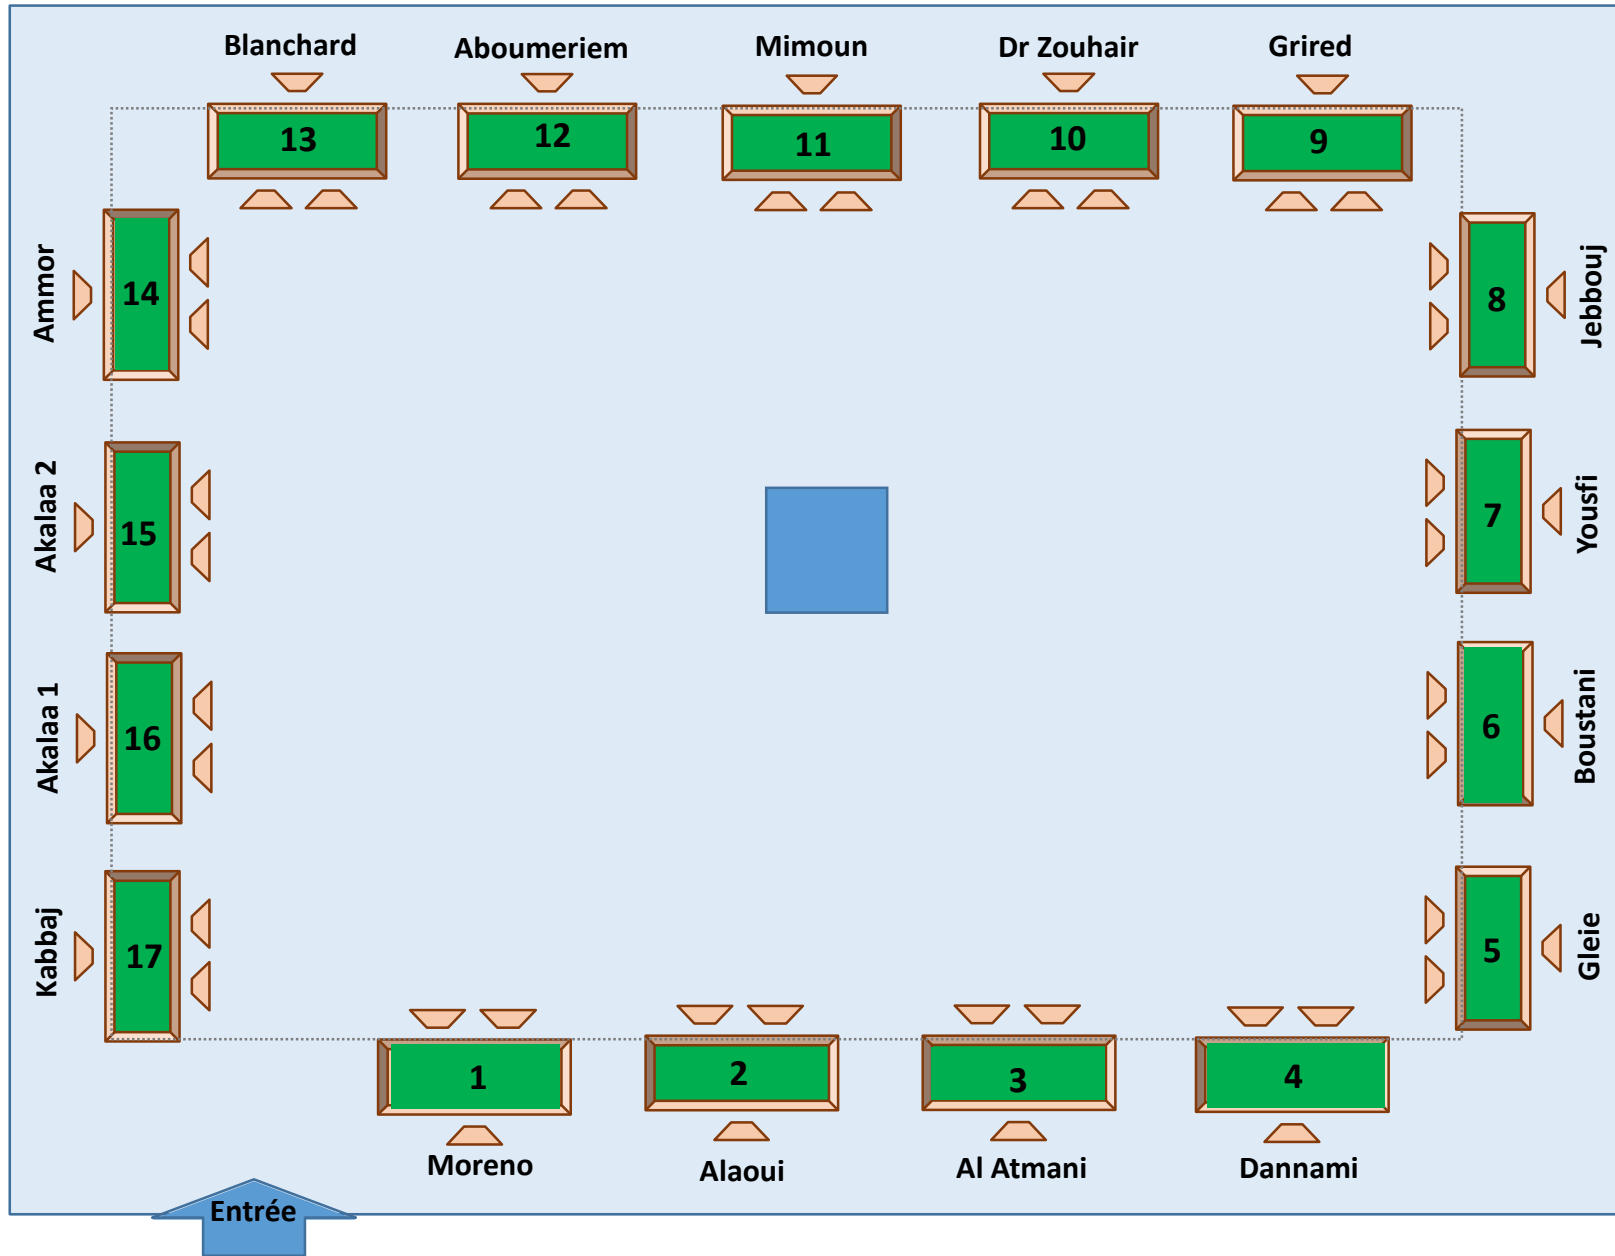 Blanchard
Aboumeriem
Mimoun
Dr Zouhair
Grired
13
12
11
10
9
Ammor
14
8
Jebbouj
Akalaa 2
15
7
Yousfi
Akalaa 1
16
6
Boustani
Kabbaj
17
5
Gleie
1
2
3
4
Moreno
Alaoui
Al Atmani
Dannami
Entrée